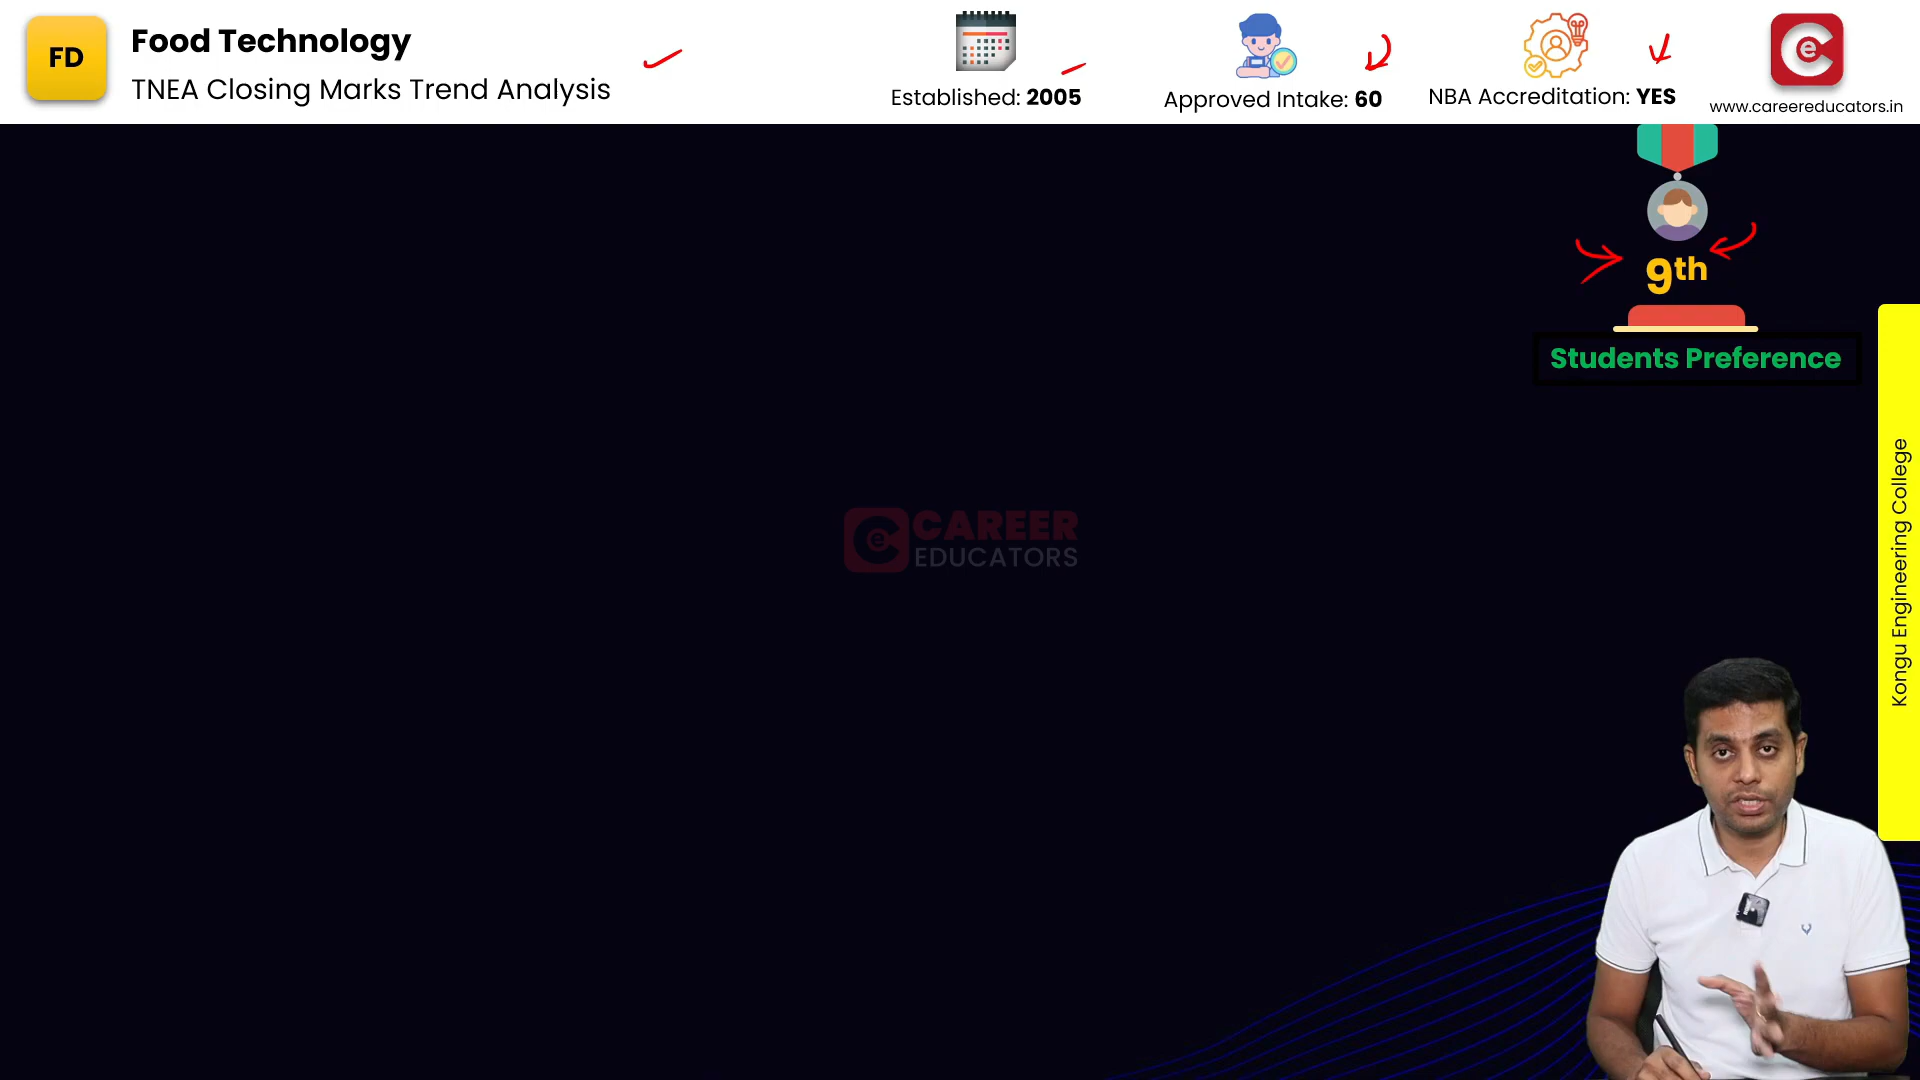 FD
Food Technology
TNEA Closing Marks Trend Analysis
Established: 2005
Approved Intake: 60
NBA Accreditation: YES
e
www.careereducators.in
9th
Students Preference
Kongu Engineering College
e CAREER
EDUCATORS